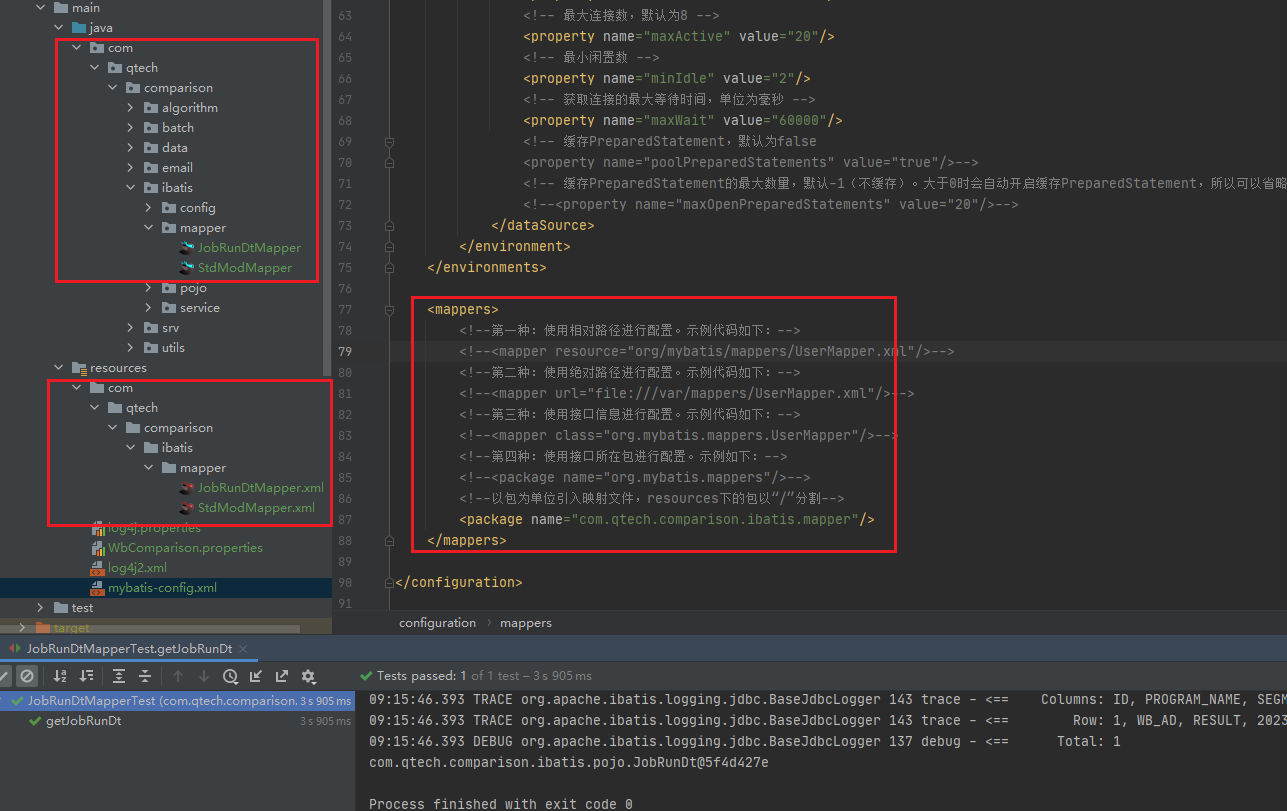 main
java
com
qtech
comparison
algorithm
batch
data
email
ibatis
config
mapper
JobRunDtMapper
StdModMapper
pojo
service
srv
utils
resources
com
qtech
comparison
ibatis
mapper
JobRunDtMapper.xml
StdModMapper.xml
log4j.properties
WbComparison.properties
log4j2.xml
mybatis-config.xml
test
target
63 <!-- 最大连接数，默认为8 -->
64 <property name="maxActive" value="20"/>
65 <!-- 最小闲置数 -->
66 <property name="minIdle" value="2"/>
67 <!-- 获取连接的最大等待时间，单位为毫秒 -->
68 <property name="maxWait" value="60000"/>
69 <!-- 缓存PreparedStatement，默认为false
70 <property name="poolPreparedStatements" value="true"/>-->
71 <!-- 缓存PreparedStatement的最大数量，默认-1（不缓存）。大于0时会自动开启缓存PreparedStatement，所以可以省略
72 <!--<property name="maxOpenPreparedStatements" value="20"/>-->
73 </dataSource>
74 </environment>
75 </environments>
76
77 <mappers>
78 <!--第一种：使用相对路径进行配置。示例代码如下：-->
79 <!--<mapper resource="org/mybatis/mappers/UserMapper.xml"/>-->
80 <!--第二种：使用绝对路径进行配置。示例代码如下：-->
81 <!--<mapper url="file:///var/mappers/UserMapper.xml"/>-->
82 <!--第三种：使用接口信息进行配置。示例代码如下：-->
83 <!--<mapper class="org.mybatis.mappers.UserMapper"/>-->
84 <!--第四种：使用接口所在包进行配置。示例如下：-->
85 <!--<package name="org.mybatis.mappers"/>-->
86 <!--以包为单位引入映射文件，resources下的包以“/”分割-->
87 <package name="com.qtech.comparison.ibatis.mapper"/>
88 </mappers>
89
90 </configuration>
91
configuration › mappers
JobRunDtMapperTest.getJobRunDt ×
Tests passed: 1 of 1 test – 3 s 905 ms
JobRunDtMapperTest (com.qtech.comparison. 3 s 905 ms
getJobRunDt 3 s 905 ms
09:15:46.393 TRACE org.apache.ibatis.logging.jdbc.BaseJdbcLogger 143 trace - <== Columns: ID, PROGRAM_NAME, SEGM
09:15:46.393 TRACE org.apache.ibatis.logging.jdbc.BaseJdbcLogger 143 trace - <== Row: 1, WB_AD, RESULT, 2023
09:15:46.393 DEBUG org.apache.ibatis.logging.jdbc.BaseJdbcLogger 137 debug - <== Total: 1
com.qtech.comparison.ibatis.pojo.JobRunDt@5f4d427e
Process finished with exit code 0